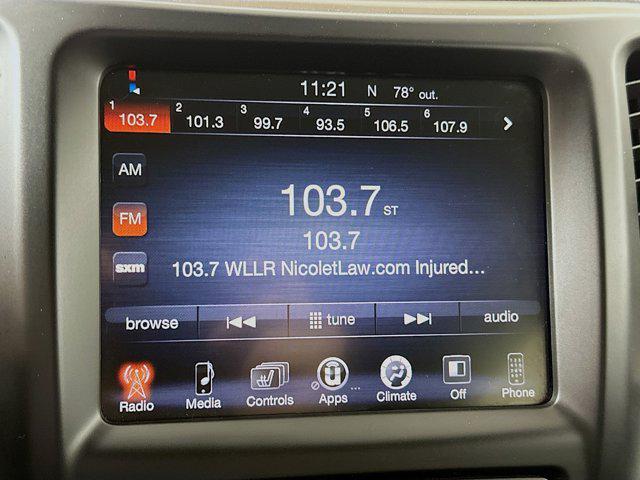 11:21 N 78° out.
1 103.7 2 101.3 3 99.7 4 93.5 5 106.5 6 107.9
AM
103.7 ST
FM
103.7
sxm
103.7 WLLR NicoletLaw.com Injured...
browse tune audio
Radio Media Controls Apps ... Climate Off Phone